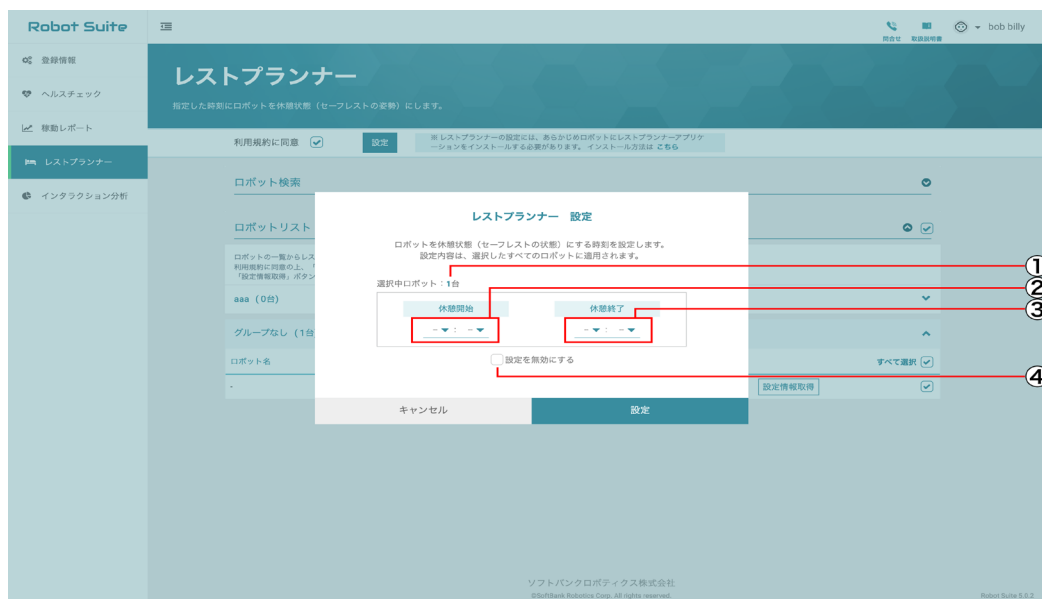 Robot Suite
問合せ
取扱説明書
bob billy
登録情報
ヘルスチェック
稼動レポート
レストプランナー
インタラクション分析
レストプランナー
指定した時刻にロボットを休憩状態（セーフレストの姿勢）にします。
利用規約に同意
設定
※ レストプランナーの設定には、あらかじめロボットにレストプランナーアプリケ
ーションをインストールする必要があります。インストール方法は こちら
ロボット検索
ロボットリスト
ロボットの一覧からレス
利用規約に同意の上、
「設定情報取得」ボタン
aaa (0台)
グループなし (1台
ロボット名
すべて選択
-
設定情報取得
レストプランナー 設定
ロボットを休憩状態（セーフレストの状態）にする時刻を設定します。
設定内容は、選択したすべてのロボットに適用されます。
選択中ロボット：1台
休憩開始
休憩終了
- : -
- : -
設定を無効にする
キャンセル
設定
①
②
③
④
ソフトバンクロボティクス株式会社
©SoftBank Robotics Corp. All rights reserved.
Robot Suite 5.0.2